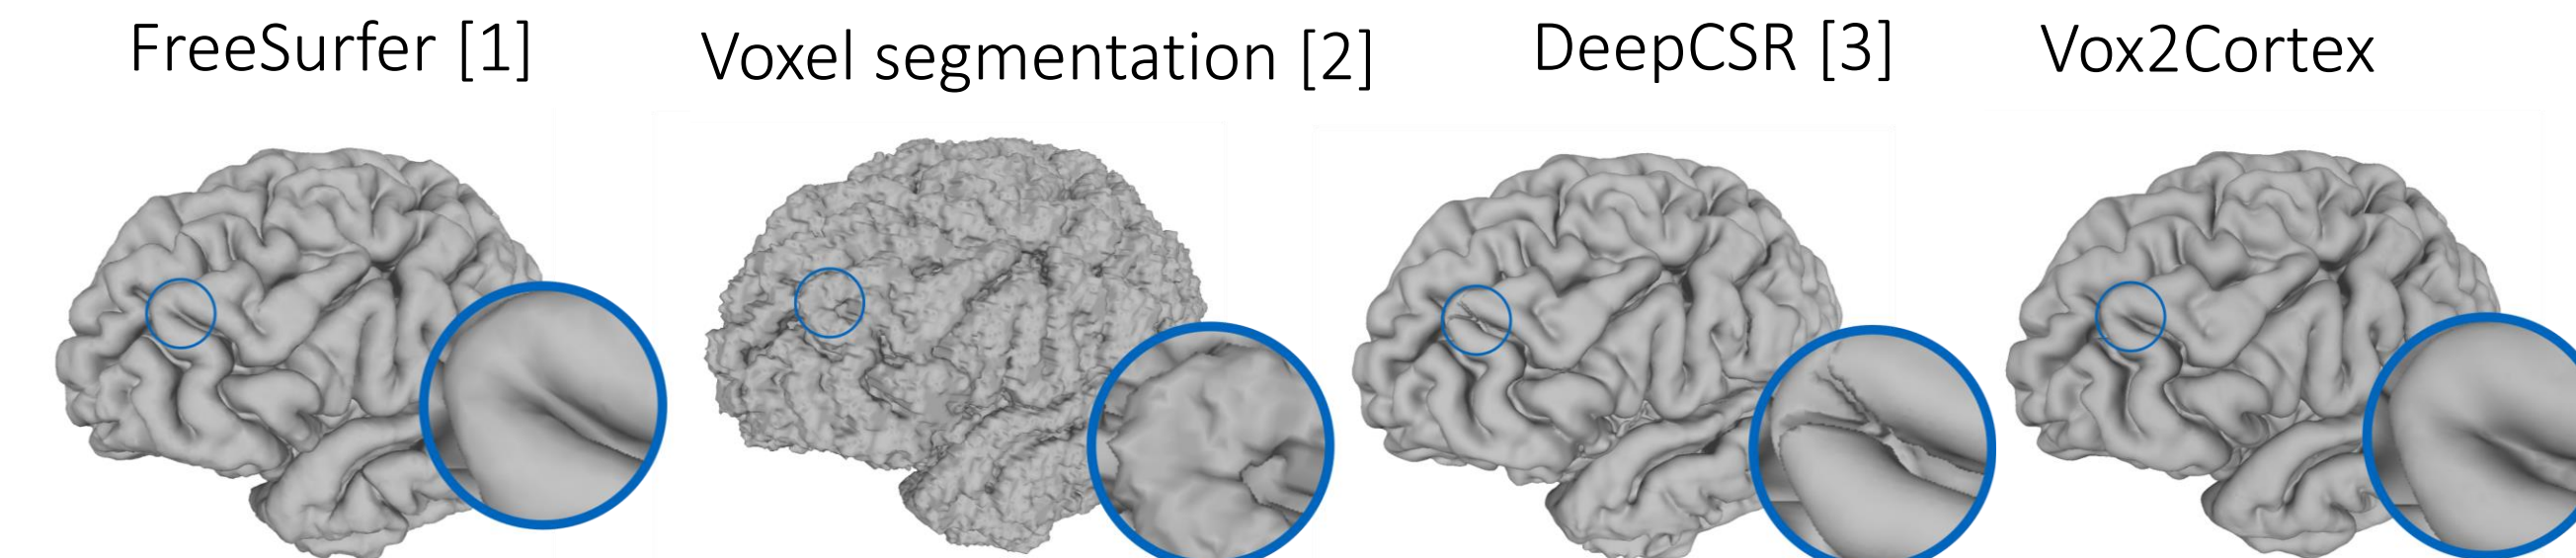 FreeSurfer [1]
Voxel segmentation [2]
DeepCSR [3]
Vox2Cortex